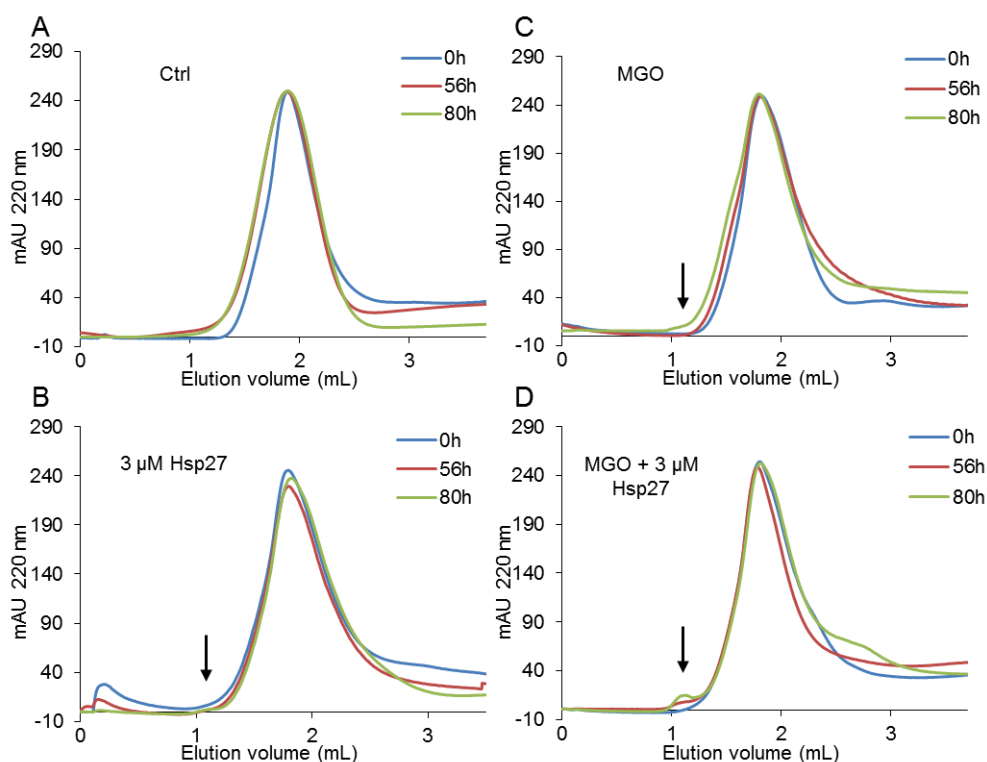 A
Ctrl
0h
56h
80h
290
240
190
140
90
40
-10
mAU 220 nm
0
1
2
3
Elution volume (mL)
C
MGO
0h
56h
80h
290
240
190
140
90
40
-10
mAU 220 nm
0
1
2
3
Elution volume (mL)
B
3 µM Hsp27
0h
56h
80h
290
240
190
140
90
40
-10
mAU 220 nm
0
1
2
3
Elution volume (mL)
D
MGO + 3 µM
Hsp27
0h
56h
80h
290
240
190
140
90
40
-10
mAU 220 nm
0
1
2
3
Elution volume (mL)